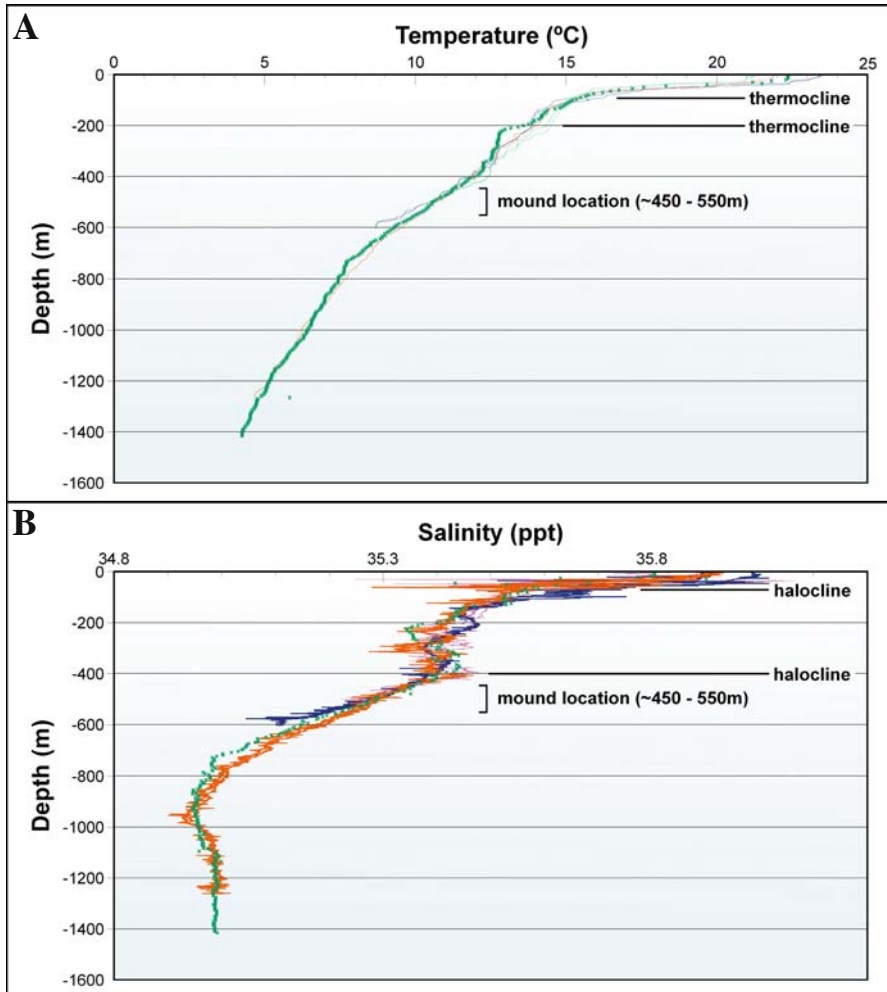 A
Temperature (ºC)
0 5 10 15 20 25
0
thermocline
-200
thermocline
-400
mound location (~450 - 550m)
-600
-800
-1000
-1200
-1400
-1600
Depth (m)
B
Salinity (ppt)
34.8 35.3 35.8
0
halocline
-200
-400
halocline
mound location (~450 - 550m)
-600
-800
-1000
-1200
-1400
-1600
Depth (m)